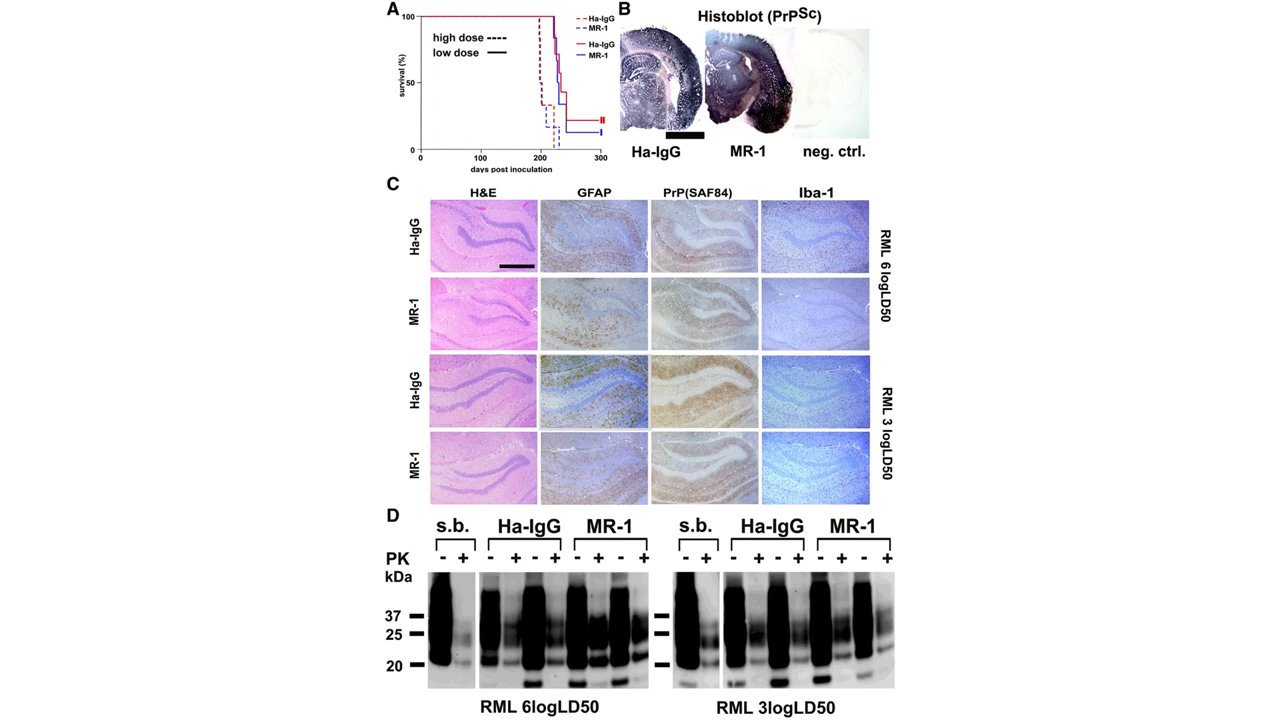 A
100
50
0
survival (%)
0
100
200
300
days post inoculation
high dose
low dose
Ha-IgG
MR-1
Ha-IgG
MR-1
II
I
B
Histoblot (PrPSc)
Ha-IgG
MR-1
neg. ctrl.
C
H&E
GFAP
PrP(SAF84)
Iba-1
Ha-IgG
MR-1
Ha-IgG
MR-1
RML 6logLD50
RML 3 logLD50
D
s.b.
Ha-IgG
MR-1
s.b.
Ha-IgG
MR-1
PK - + - + - + - + - + - + - + - + - + - +
kDa
37
25
20
RML 6logLD50
RML 3logLD50